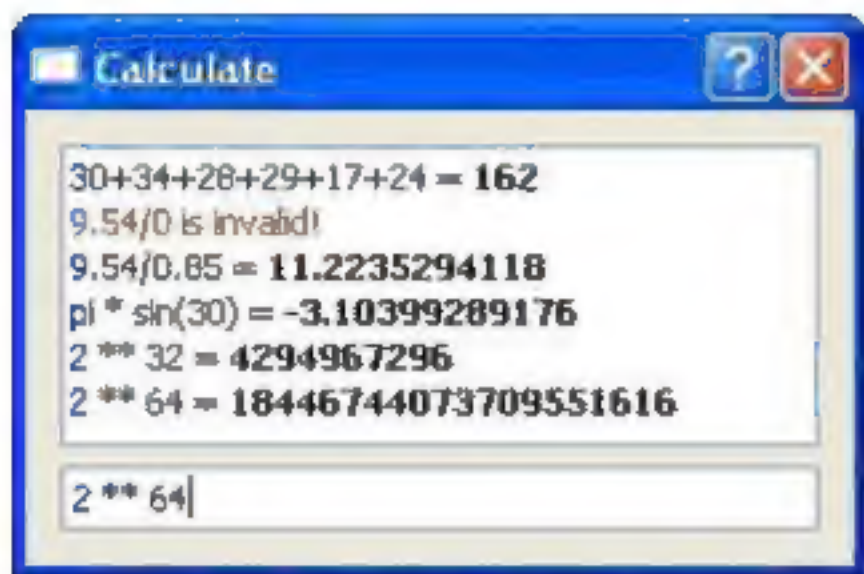 Calculate
30+34+28+29+17+24 = 162
9.54/0 is invalid!
9.54/0.85 = 11.2235294118
pi * sin(30) = -3.10399289176
2 ** 32 = 4294967296
2 ** 64 = 18446744073709551616
2 ** 64